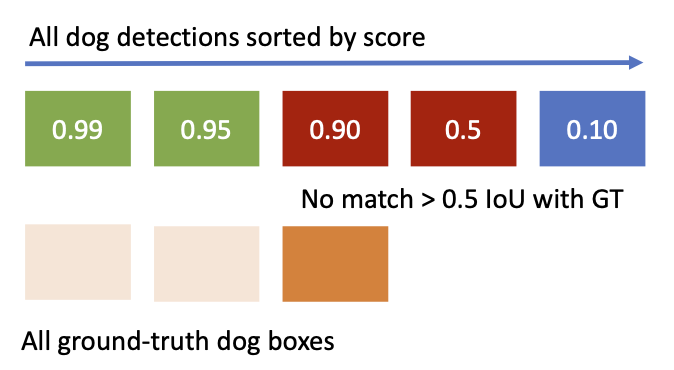 All dog detections sorted by score
0.99 0.95 0.90 0.5 0.10
No match > 0.5 IoU with GT
All ground-truth dog boxes